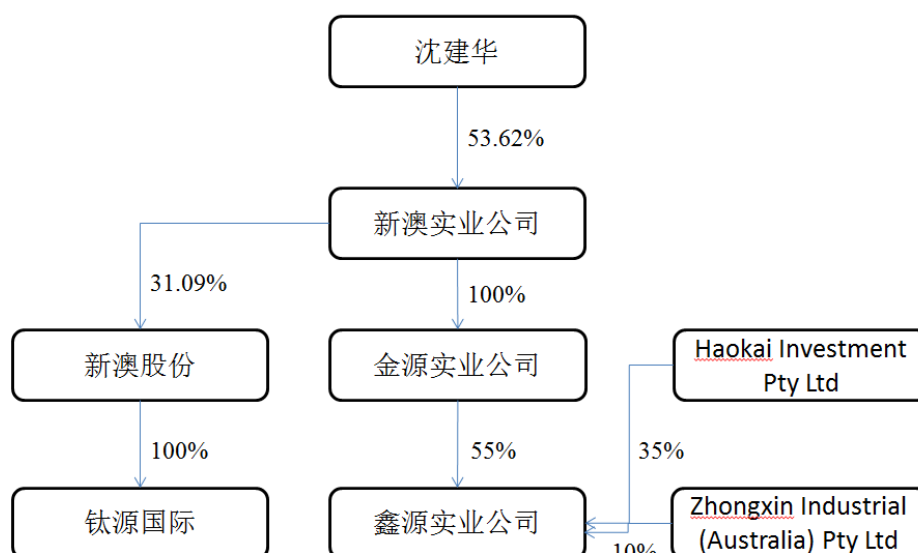 沈建华
53.62%
新澳实业公司
31.09%
100%
新澳股份
金源实业公司
Haokai Investment
Pty Ltd
100%
55%
35%
钛源国际
鑫源实业公司
Zhongxin Industrial
(Australia) Pty Ltd
10%